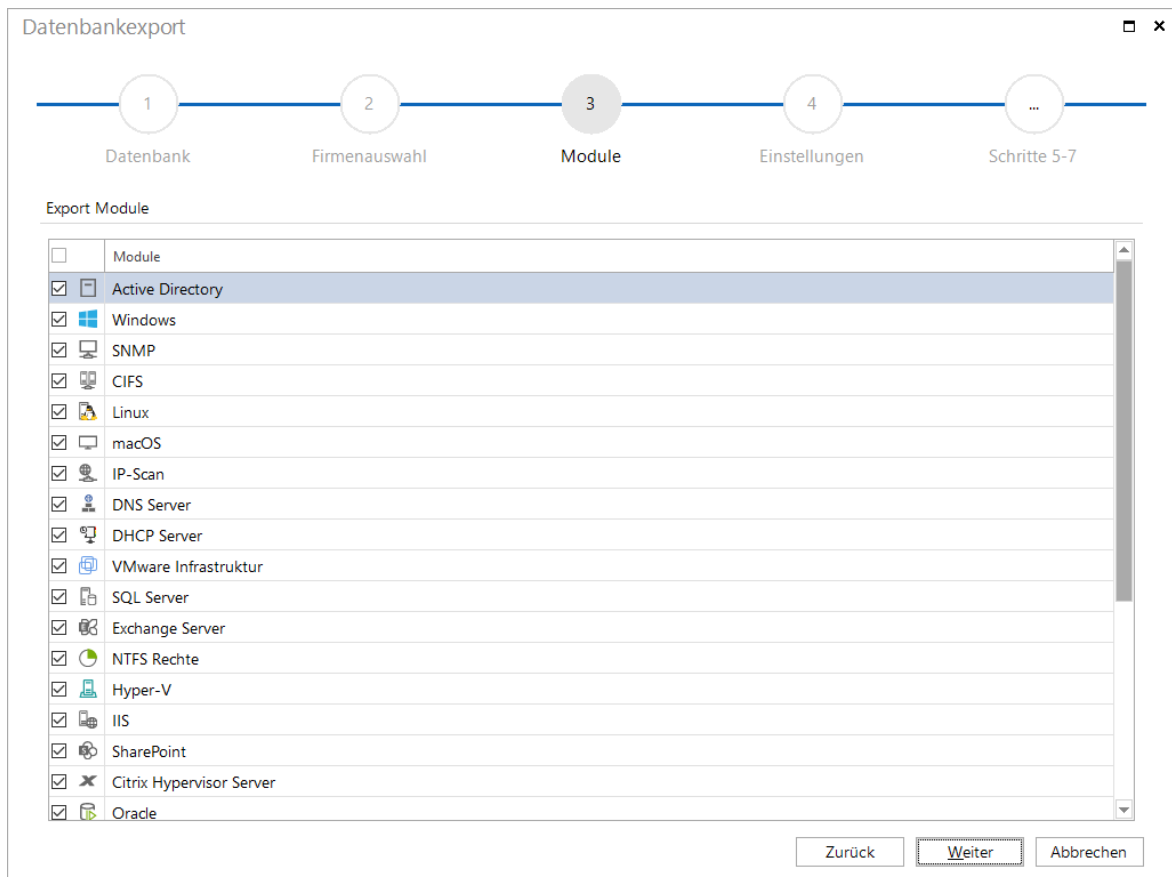 Datenbankexport
1
2
3
4
...
Datenbank
Firmenauswahl
Module
Einstellungen
Schritte 5-7
Export Module
Module
Active Directory
Windows
SNMP
CIFS
Linux
macOS
IP-Scan
DNS Server
DHCP Server
VMware Infrastruktur
SQL Server
Exchange Server
NTFS Rechte
Hyper-V
IIS
SharePoint
Citrix Hypervisor Server
Oracle
Zurück
Weiter
Abbrechen